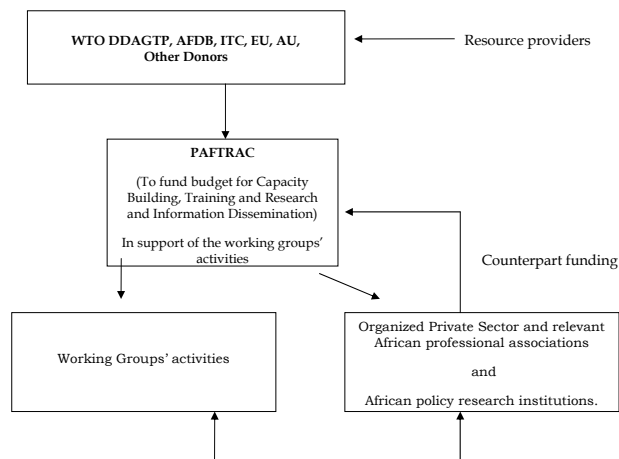 WTO DDAGTP, AFDB, ITC, EU, AU,
Other Donors
Resource providers
PAFTRAC
(To fund budget for Capacity
Building, Training and Research
and Information Dissemination)
In support of the working groups’
activities
Counterpart funding
Working Groups’ activities
Organized Private Sector and relevant
African professional associations
and
African policy research institutions.